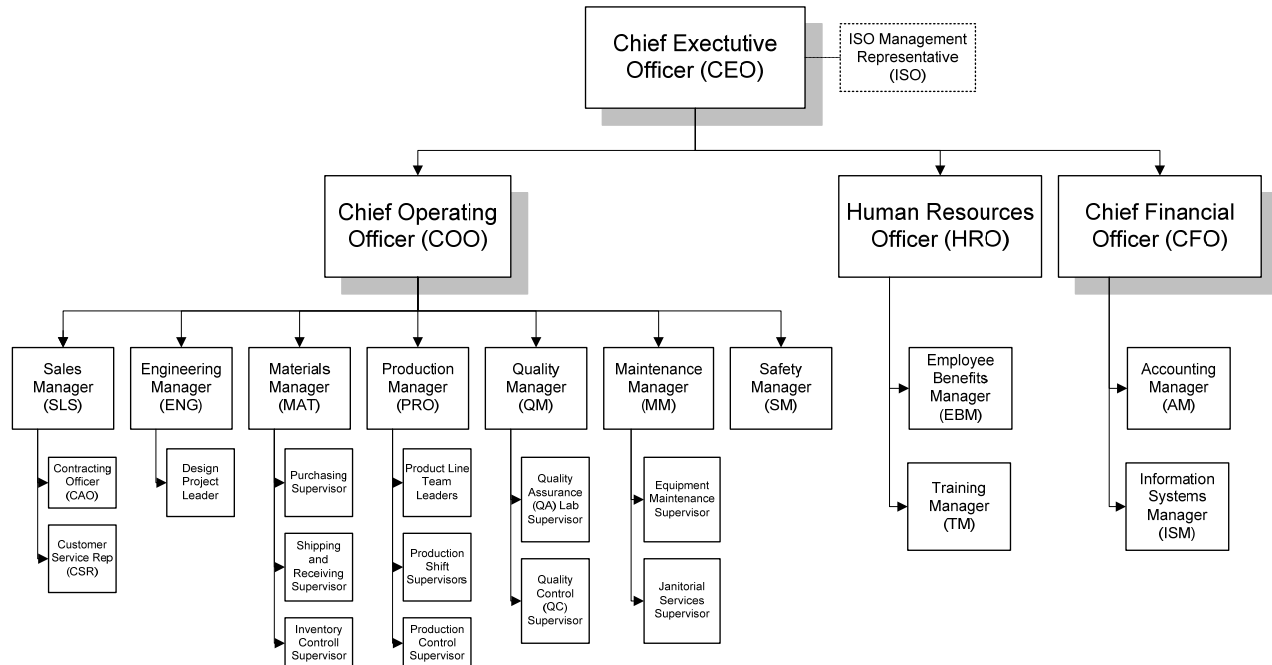 Chief Exectutive
Officer (CEO)
ISO Management
Representative
(ISO)
Chief Operating
Officer (COO)
Human Resources
Officer (HRO)
Chief Financial
Officer (CFO)
Sales
Manager
(SLS)
Engineering
Manager
(ENG)
Materials
Manager
(MAT)
Production
Manager
(PRO)
Quality
Manager
(QM)
Maintenance
Manager
(MM)
Safety
Manager
(SM)
Employee
Benefits
Manager
(EBM)
Accounting
Manager
(AM)
Contracting
Officer
(CAO)
Design
Project
Leader
Purchasing
Supervisor
Product Line
Team
Leaders
Quality
Assurance
(QA) Lab
Supervisor
Equipment
Maintenance
Supervisor
Training
Manager
(TM)
Information
Systems
Manager
(ISM)
Customer
Service Rep
(CSR)
Shipping
and
Receiving
Supervisor
Production
Shift
Supervisors
Quality
Control
(QC)
Supervisor
Janitorial
Services
Supervisor
Inventory
Controll
Supervisor
Production
Control
Supervisor